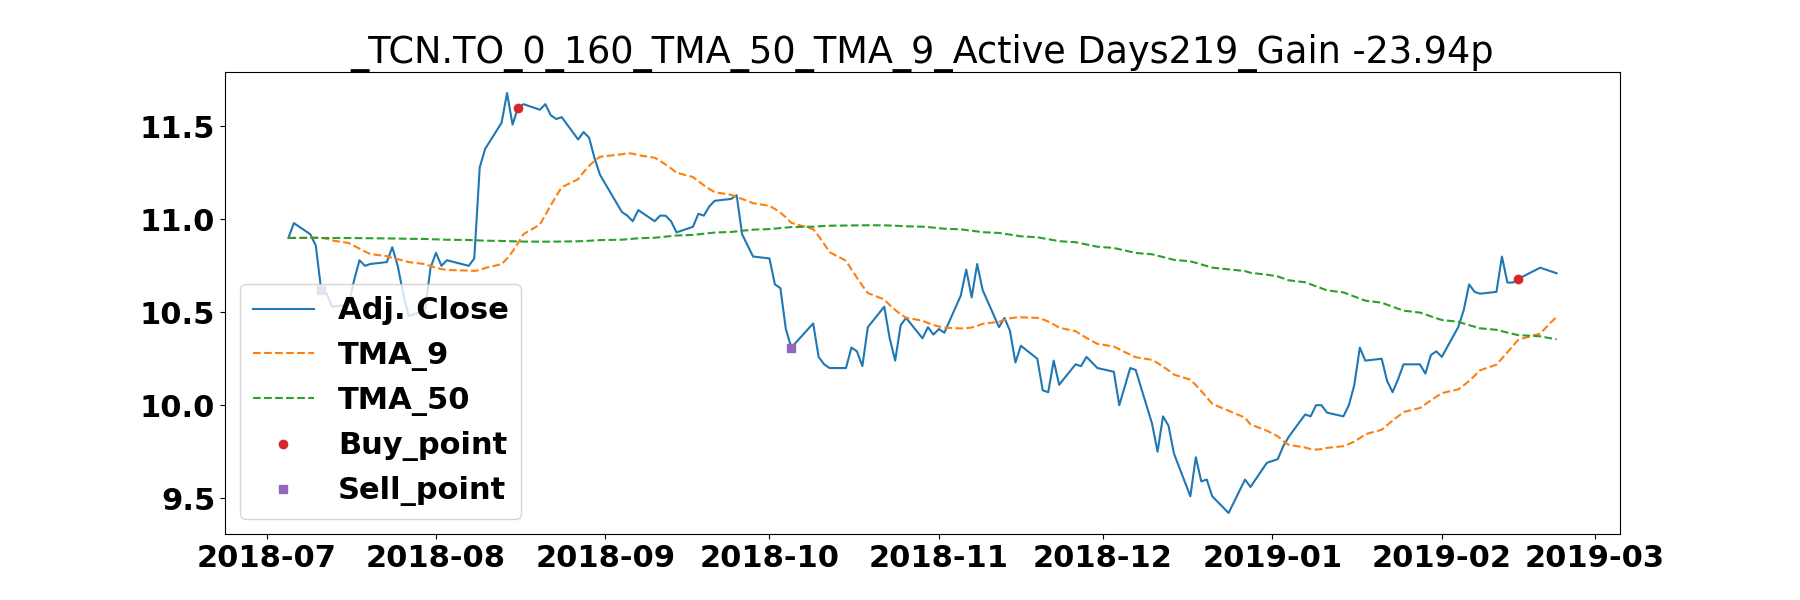 _TCN.TO_0_160_TMA_50_TMA_9_Active Days219_Gain -23.94p
11.5
11.0
10.5
10.0
9.5
Adj. Close
TMA_9
TMA_50
Buy_point
Sell_point
2018-07 2018-08 2018-09 2018-10 2018-11 2018-12 2019-01 2019-02 2019-03